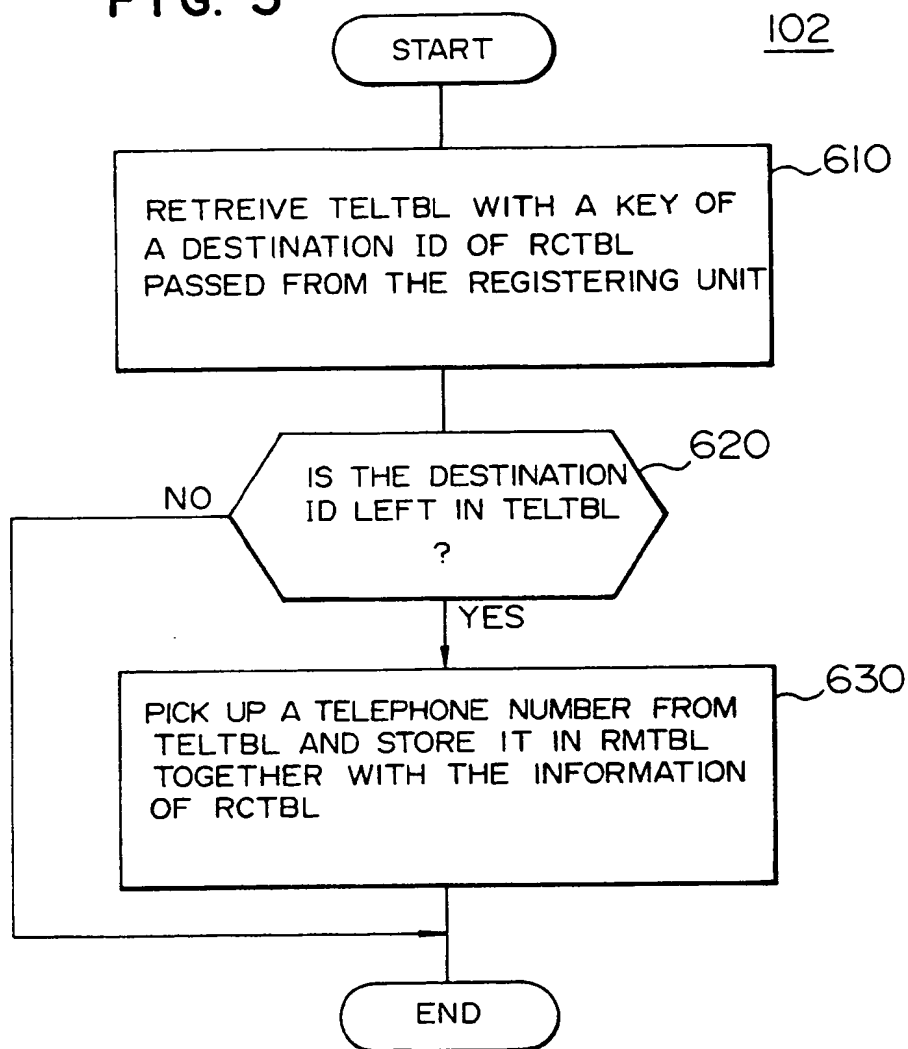 FIG. 5
102
START
610
RETREIVE TELTBL WITH A KEY OF
A DESTINATION ID OF RCTBL
PASSED FROM THE REGISTERING UNIT
620
IS THE DESTINATION
ID LEFT IN TELTBL
?
NO
YES
630
PICK UP A TELEPHONE NUMBER FROM
TELTBL AND STORE IT IN RMTBL
TOGETHER WITH THE INFORMATION
OF RCTBL
END